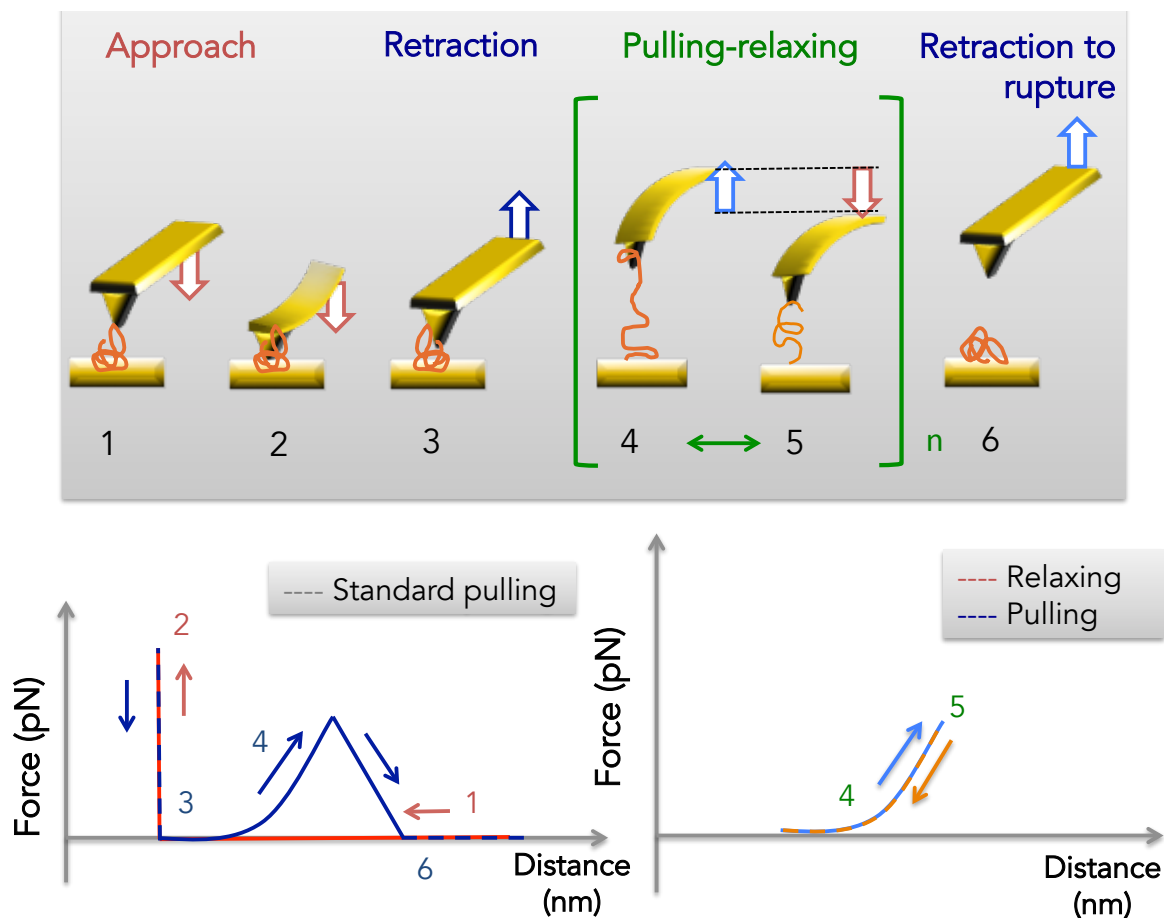 Approach
Retraction
Pulling-relaxing
Retraction to
rupture
1
2
3
4
5
n
6
---- Standard pulling
Force (pN)
2
3
4
1
6
Distance
(nm)
---- Relaxing
---- Pulling
Force (pN)
4
5
Distance
(nm)